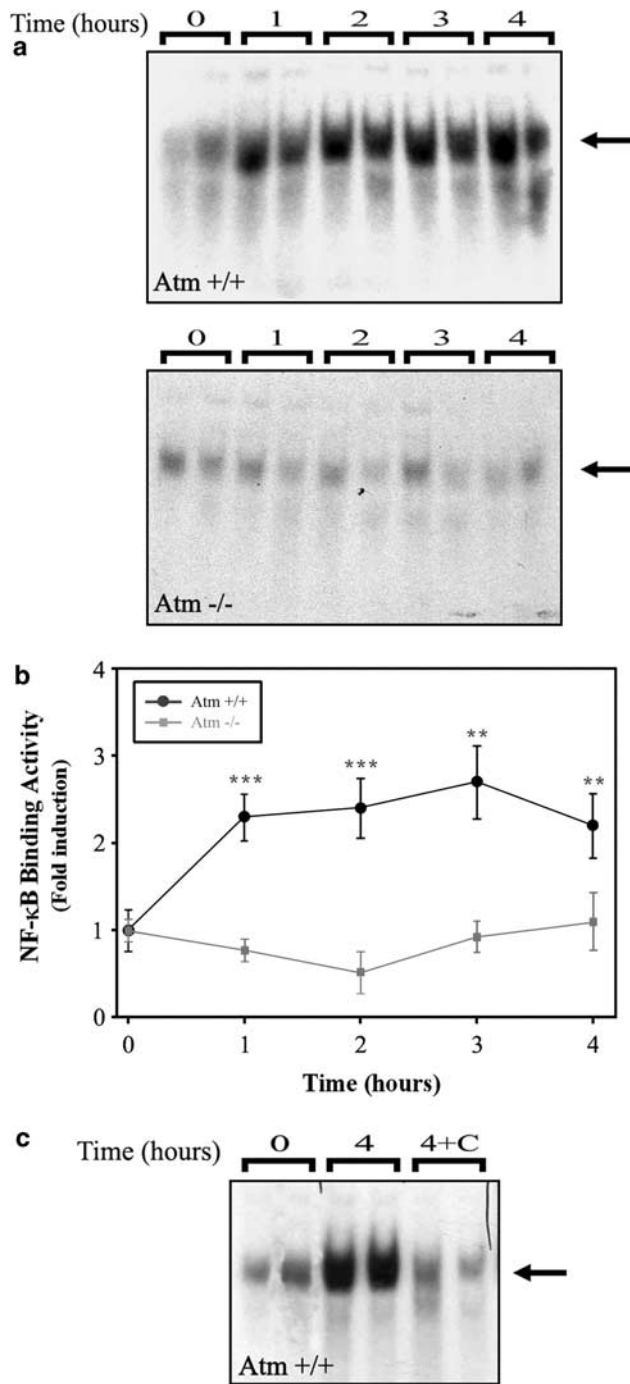 Time (hours) 0 1 2 3 4
a
Atm +/+
0 1 2 3 4
Atm -/-
b
4
Atm +/+
Atm -/-
3
2
1
0
*** *** ** **
NF-κB Binding Activity
(Fold induction)
0 1 2 3 4
Time (hours)
c
Time (hours) 0 4 4+C
Atm +/+